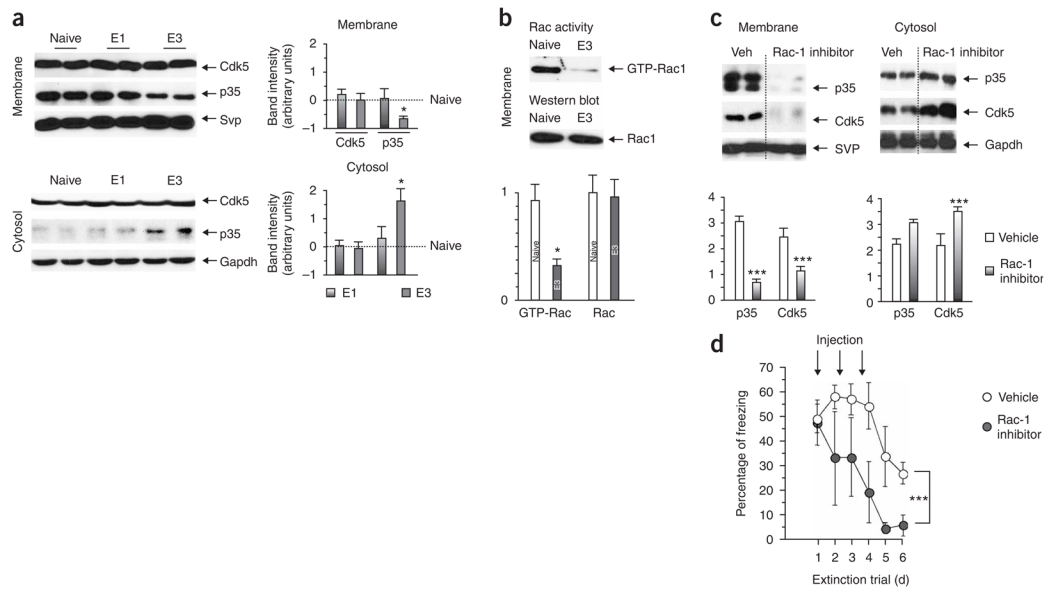 a
Naive E1 E3
Membrane
Cdk5
p35
Svp
Membrane
Band intensity
(arbitrary units)
2
1
0
–1
Naive
*
Cdk5 p35
Naive E1 E3
Cytosol
Cdk5
p35
Gapdh
Cytosol
Band intensity
(arbitrary units)
2
1
0
–1
*
Naive
E1 E3
b
Rac activity
Naive E3
GTP-Rac1
Membrane
Western blot
Naive E3
Rac1
1
0
Naive
*
E3
Naive
E3
GTP-Rac Rac
c
Membrane
Veh Rac-1 inhibitor
p35
Cdk5
SVP
Cytosol
Veh Rac-1 inhibitor
p35
Cdk5
Gapdh
4
3
2
1
0
***
***
p35 Cdk5
4
3
2
1
0
***
p35 Cdk5
Vehicle
Rac-1
inhibitor
d
Injection
Percentage of freezing
70
60
50
40
30
20
10
0
***
1 2 3 4 5 6
Extinction trial (d)
Vehicle
Rac-1
inhibitor